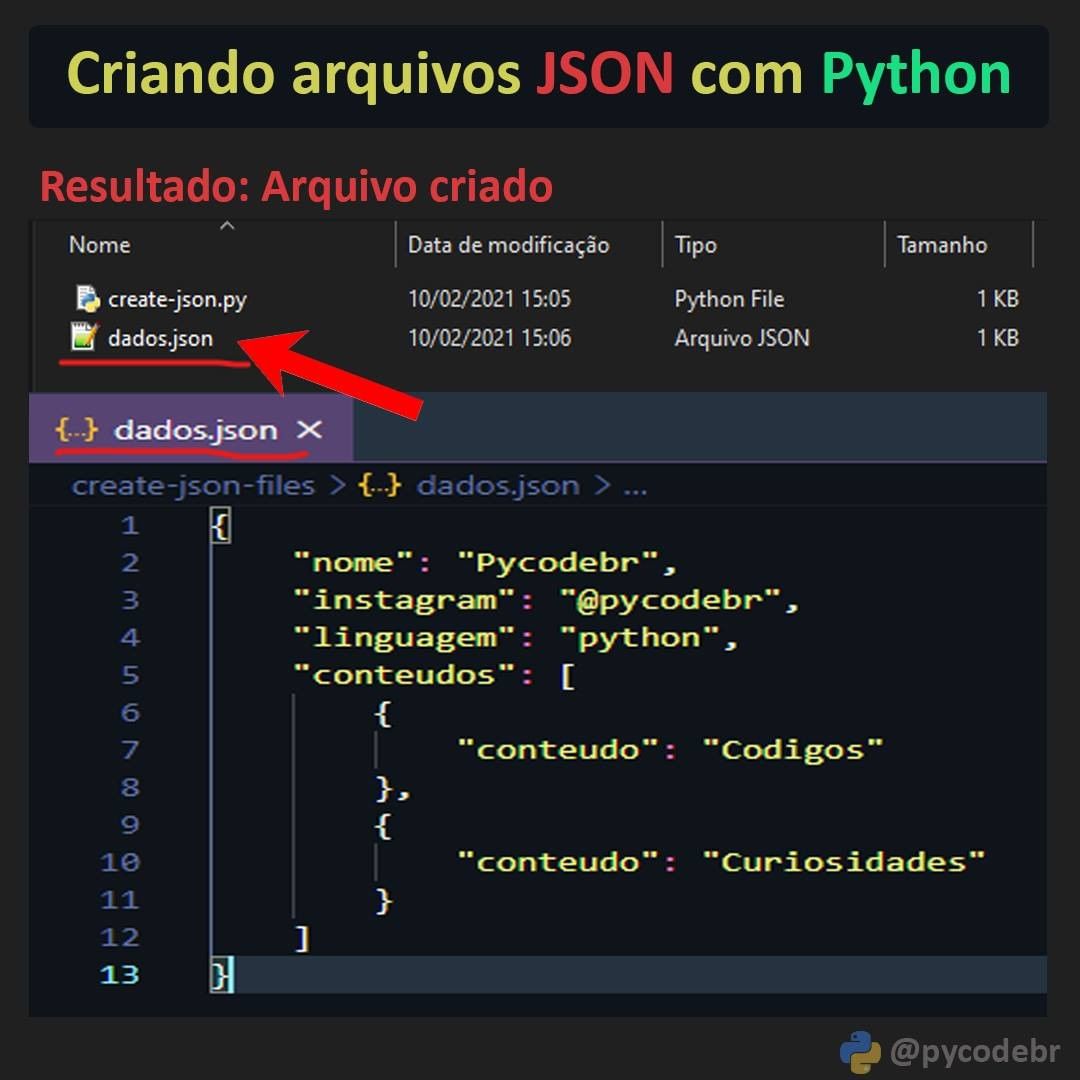 Criando arquivos JSON com Python
Resultado: Arquivo criado
Nome Data de modificação Tipo Tamanho
create-json.py 10/02/2021 15:05 Python File 1 KB
dados.json 10/02/2021 15:06 Arquivo JSON 1 KB
{...} dados.json ×
create-json-files > {...} dados.json > ...
1 {
2 "nome": "Pycodebr",
3 "instagram": "@pycodebr",
4 "linguagem": "python",
5 "conteudos": [
6 {
7 "conteudo": "Codigos"
8 },
9 {
10 "conteudo": "Curiosidades"
11 }
12 ]
13 }
@pycodebr